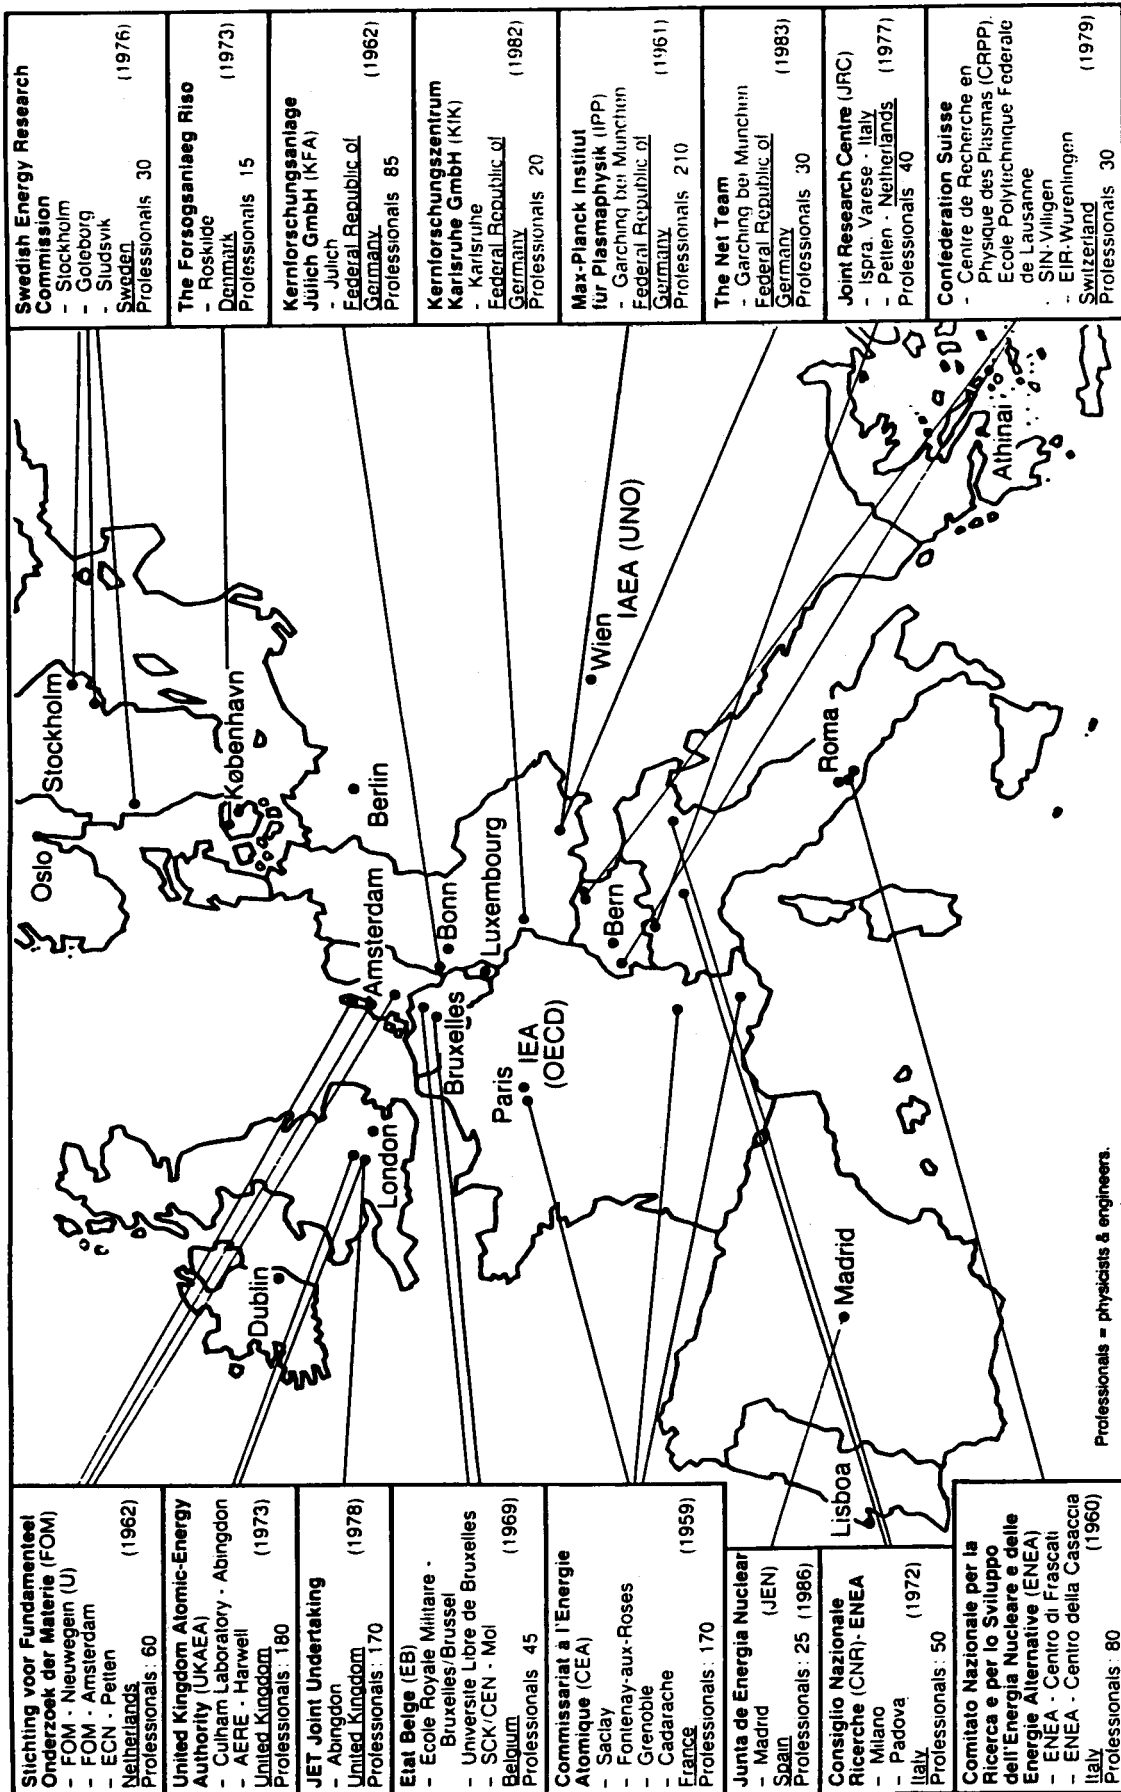 Stichting voor Fundamenteel
Onderzoek der Materie (FOM)
- FOM - Nieuwegein (U)
- FOM - Amsterdam
- ECN - Petten
Netherlands (1962)
Professionals: 60
United Kingdom Atomic-Energy
Authority (UKAEA)
- Culham Laboratory - Abingdon
- AERE - Harwell
United Kingdom (1973)
Professionals: 180
JET Joint Undertaking
- Abingdon
United Kingdom (1978)
Professionals: 170
Etat Belge (EB)
- Ecole Royale Militaire -
Bruxelles/Brussel
- Universite Libre de Bruxelles
- SCK/CEN - Mol
Belgium (1969)
Professionals 45
Commissariat à l'Energie
Atomique (CEA)
- Saclay
- Fontenay-aux-Roses
- Grenoble
- Cadarache
France (1959)
Professionals: 170
Junta de Energia Nuclear
- Madrid (JEN)
Spain
Professionals: 25 (1986)
Consiglio Nazionale
Ricerche (CNR)- ENEA
- Milano
- Padova
Italy (1972)
Professionals 50
Comitato Nazionale per la
Ricerca e per lo Sviluppo
dell'Energia Nucleare e delle
Energie Alternative (ENEA)
- ENEA - Centro di Frascati
- ENEA - Centro della Casaccia
Italy (1960)
Professionals: 80
Oslo
Stockholm
København
Dublin
London
Amsterdam
Berlin
Bruxelles
Bonn
Luxembourg
Paris
IEA
(OECD)
Bern
Wien
IAEA (UNO)
Madrid
Lisboa
Roma
Athinai
Professionals = physicists & engineers.
Swedish Energy Research
Commission
- Stockholm
- Goteborg
- Studsvik
Sweden (1976)
Professionals 30
The Forsogsanlaeg Riso
- Roskilde
Denmark (1973)
Professionals 15
Kernforschungsanlage
Jülich GmbH (KFA)
- Julich
Federal Republic of
Germany (1962)
Professionals 85
Kernforschungszentrum
Karlsruhe GmbH (KfK)
- Karlsruhe
Federal Republic of
Germany (1982)
Professionals 20
Max-Planck Institut
für Plasmaphysik (IPP)
- Garching bei Munchen
Federal Republic of
Germany (1961)
Professionals 210
The Net Team
- Garching bei Munchen
Federal Republic of
Germany (1983)
Professionals 30
Joint Research Centre (JRC)
- Ispra. Varese - Italy
- Petten - Netherlands (1977)
Professionals 40
Confederation Suisse
- Centre de Recherche en
Physique des Plasmas (CRPP).
Ecole Polytechnique Federale
de Lausanne
- SIN-Villigen
- EIR-Wurenlingen
Switzerland (1979)
Professionals 30